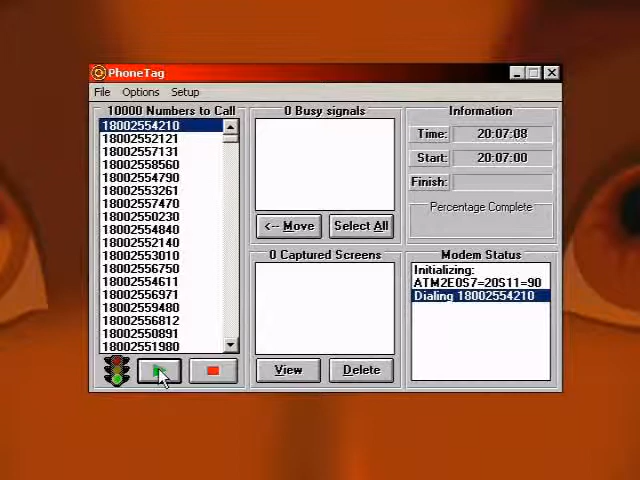 PhoneTag
File Options Setup
10000 Numbers to Call
18002554210
18002552121
18002557131
18002558560
18002554790
18002553261
18002557470
18002550230
18002554840
18002552140
18002553010
18002556750
18002554611
18002556971
18002559480
18002556812
18002550891
18002551980
0 Busy signals
<-- Move Select All
0 Captured Screens
View Delete
Information
Time: 20:07:08
Start: 20:07:00
Finish:
Percentage Complete
Modem Status
Initializing:
ATM2E0S7=20S11=90
Dialing 18002554210